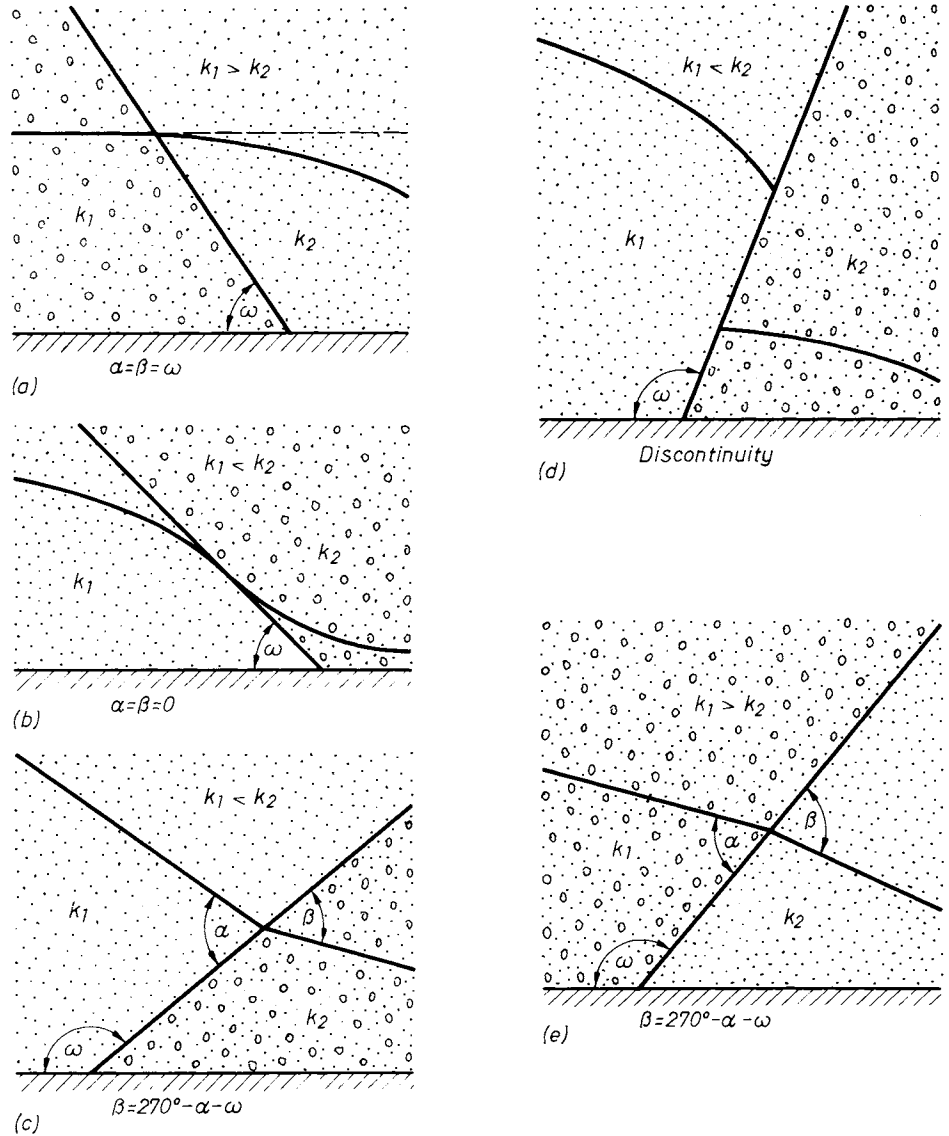 k1 > k2
k1
k2
ω
α=β=ω
(a)
k1 < k2
k2
k1
ω
α=β=0
(b)
k1 < k2
k1
α
β
ω
k2
β=270°-α-ω
(c)
k1 < k2
k1
k2
ω
Discontinuity
(d)
k1 > k2
k1
α
β
ω
k2
β=270°-α-ω
(e)